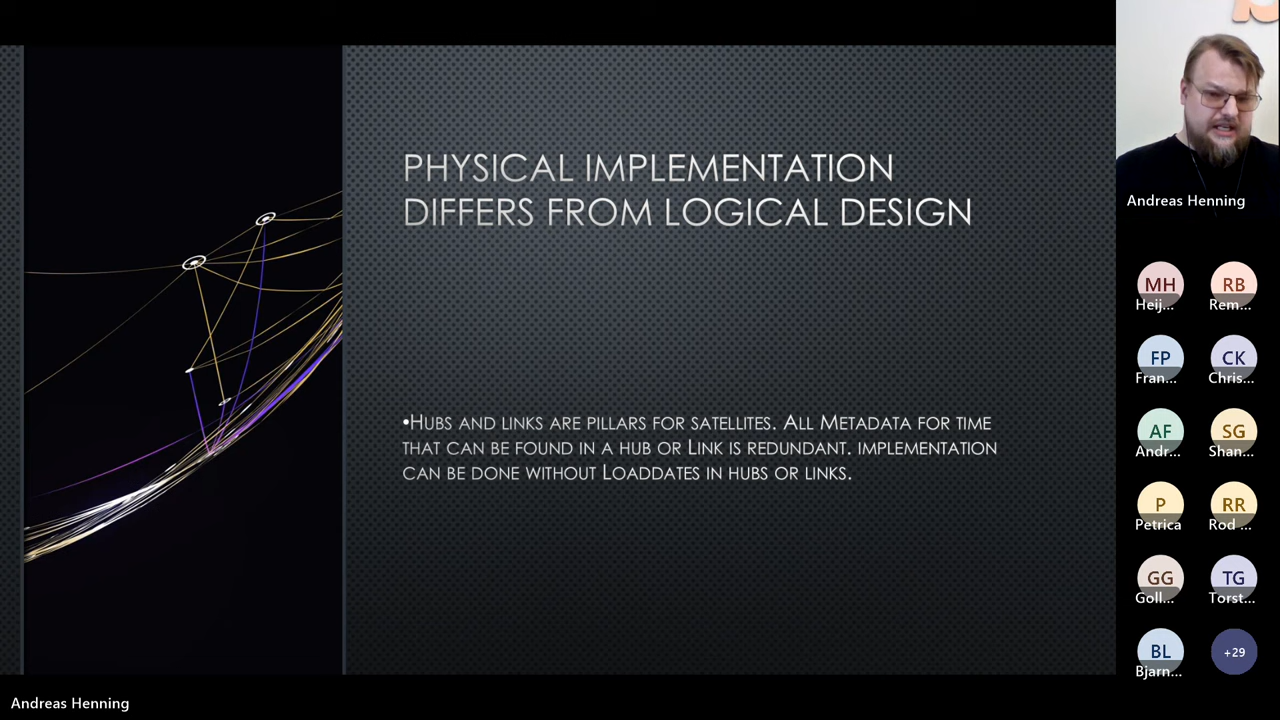 PHYSICAL IMPLEMENTATION
DIFFERS FROM LOGICAL DESIGN
•HUBS AND LINKS ARE PILLARS FOR SATELLITES. ALL METADATA FOR TIME
THAT CAN BE FOUND IN A HUB OR LINK IS REDUNDANT. IMPLEMENTATION
CAN BE DONE WITHOUT LOADDATES IN HUBS OR LINKS.
Andreas Henning
MH
RB
Heij...
Rem...
FP
CK
Fran...
Chris...
AF
SG
Andr...
Shan...
P
RR
Petrica
Rod ...
GG
TG
Goll...
Torst...
BL
+29
Bjarn...
Andreas Henning